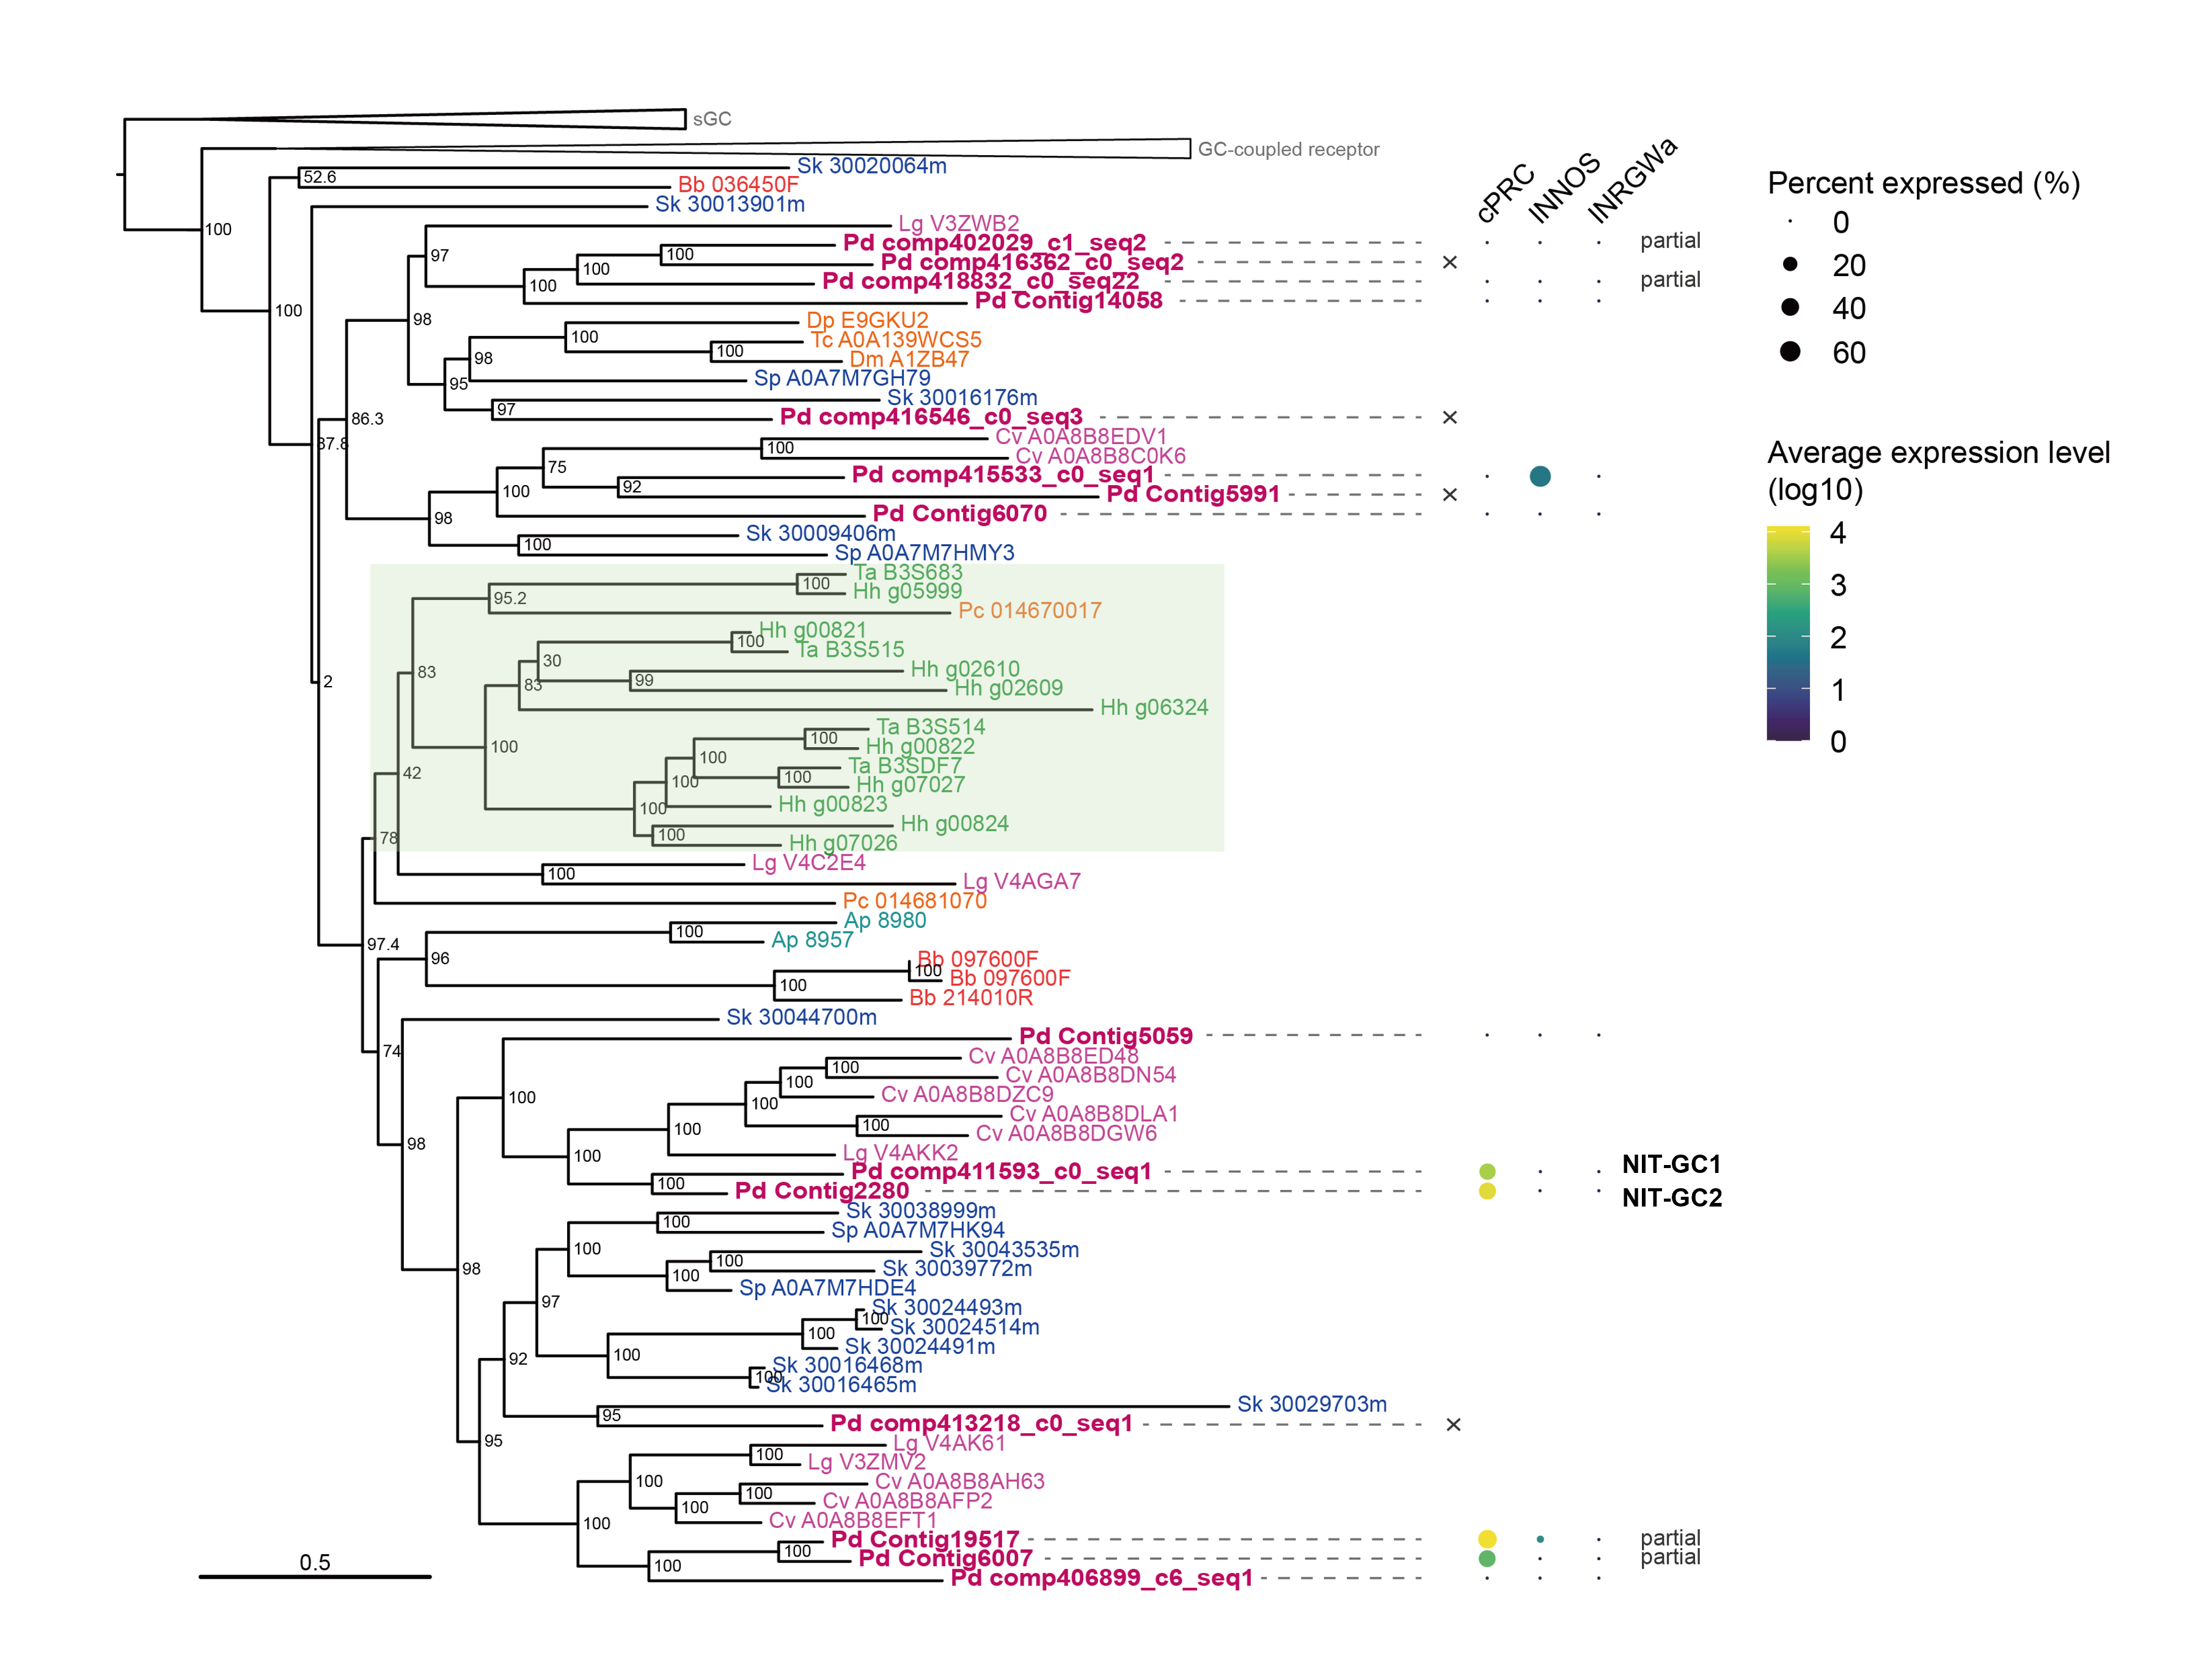 sGC
GC-coupled receptor
cPRC INNOS INRGWa
Sk 30020064m
52.6
Bb 036450F
Sk 30013901m
100
Lg V3ZWB2
Pd comp402029_c1_seq2 partial
97
100
Pd comp416362_c0_seq2 ×
100
Pd comp418832_c0_seq22 partial
100
Pd Contig14058
100
98
Dp E9GKU2
100
Tc A0A139WCS5
100
Dm A1ZB47
98
95
Sp A0A7M7GH79
Sk 30016176m
97
Pd comp416546_c0_seq3 ×
86.3
37.8
Cv A0A8B8EDV1
100
Cv A0A8B8C0K6
75
Pd comp415533_c0_seq1
92
Pd Contig5991 ×
100
Pd Contig6070
98
Sk 30009406m
100
Sp A0A7M7HMY3
Ta B3S683
100
Hh g05999
95.2
Pc 014670017
Hh g00821
100
Ta B3S515
30
Hh g02610
99
Hh g02609
83
83
2
Hh g06324
Ta B3S514
100
Hh g00822
100
100
Ta B3SDF7
100
Hh g07027
42
100
Hh g00823
100
Hh g00824
100
Hh g07026
78
Lg V4C2E4
100
Lg V4AGA7
Pc 014681070
Ap 8980
100
Ap 8957
97.4
96
Bb 097600F
100
Bb 097600F
100
Bb 214010R
Sk 30044700m
74
Pd Contig5059
Cv A0A8B8ED48
100
Cv A0A8B8DN54
100
Cv A0A8B8DZC9
100
100
Cv A0A8B8DLA1
100
Cv A0A8B8DGW6
100
98
Lg V4AKK2
100
Pd comp411593_c0_seq1 NIT-GC1
100
Pd Contig2280 NIT-GC2
Sk 30038999m
100
Sp A0A7M7HK94
100
Sk 30043535m
100
Sk 30039772m
100
98
Sp A0A7M7HDE4
97
Sk 30024493m
100
Sk 30024514m
100
Sk 30024491m
100
92
Sk 30016468m
100
Sk 30016465m
Sk 30029703m
95
Pd comp413218_c0_seq1 ×
95
Lg V4AK61
100
Lg V3ZMV2
100
Cv A0A8B8AH63
100
Cv A0A8B8AFP2
100
Cv A0A8B8EFT1
100
Pd Contig19517 partial
100
Pd Contig6007 partial
100
Pd comp406899_c6_seq1
0.5
Percent expressed (%)
0
20
40
60
Average expression level
(log10)
4
3
2
1
0